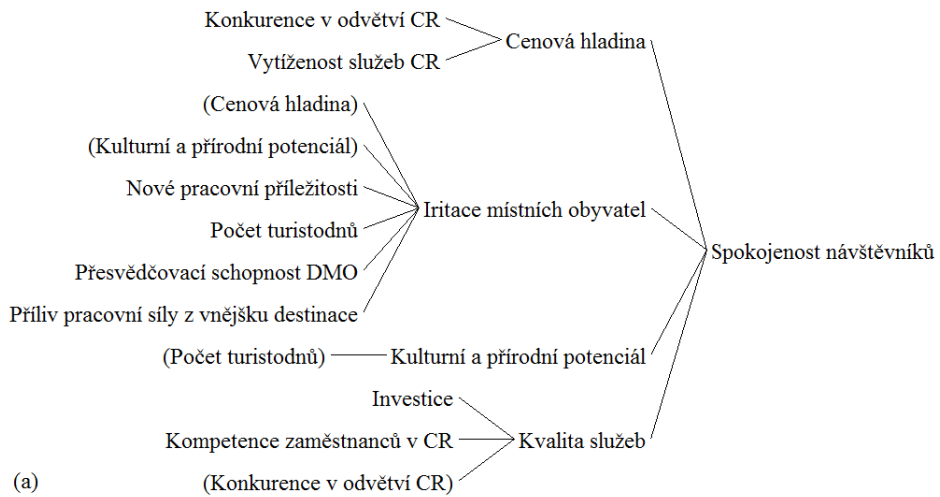 Konkurence v odvětví CR
Cenová hladina
Vytíženost služeb CR
(Cenová hladina)
(Kulturní a přírodní potenciál)
Nové pracovní příležitosti
Iritace místních obyvatel
Počet turistodnů
Spokojenost návštěvníků
Přesvědčovací schopnost DMO
Příliv pracovní síly z vnějšku destinace
(Počet turistodnů)
Kulturní a přírodní potenciál
Investice
Kompetence zaměstnanců v CR
Kvalita služeb
(Konkurence v odvětví CR)
(a)